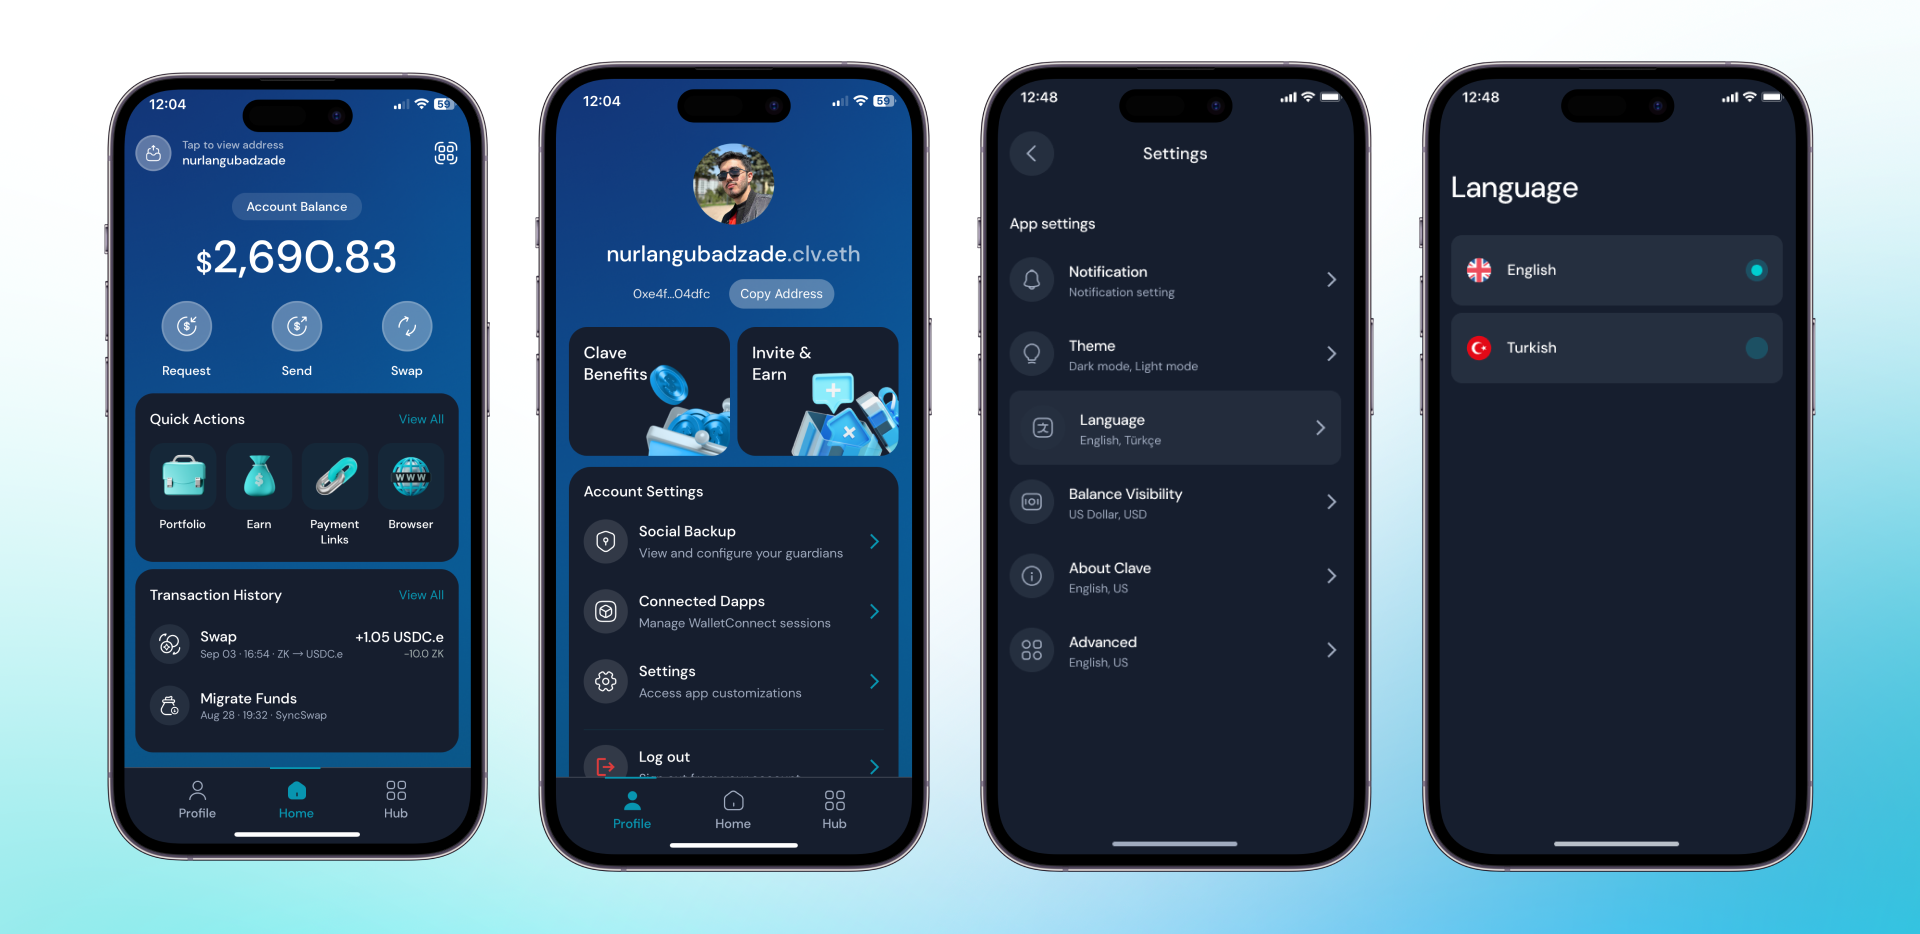 12:04
59
Tap to view address
nurlangubadzade
Account Balance
$2,690.83
Request
Send
Swap
Quick Actions
View All
Portfolio
Earn
Payment Links
Browser
WWW
Transaction History
View All
Swap
+1.05 USDC.e
Sep 03 · 16:54 · ZK → USDC.e
-10.0 ZK
Migrate Funds
Aug 28 · 19:32 · SyncSwap
Profile
Home
Hub
12:04
59
nurlangubadzade.clv.eth
0xe4f...04dfc
Copy Address
Clave
Benefits
Invite &
Earn
Account Settings
Social Backup
View and configure your guardians
Connected Dapps
Manage WalletConnect sessions
Settings
Access app customizations
Log out
Profile
Home
Hub
12:48
Settings
App settings
Notification
Notification setting
Theme
Dark mode, Light mode
Language
English, Türkçe
Balance Visibility
US Dollar, USD
About Clave
English, US
Advanced
English, US
12:48
Language
English
Turkish